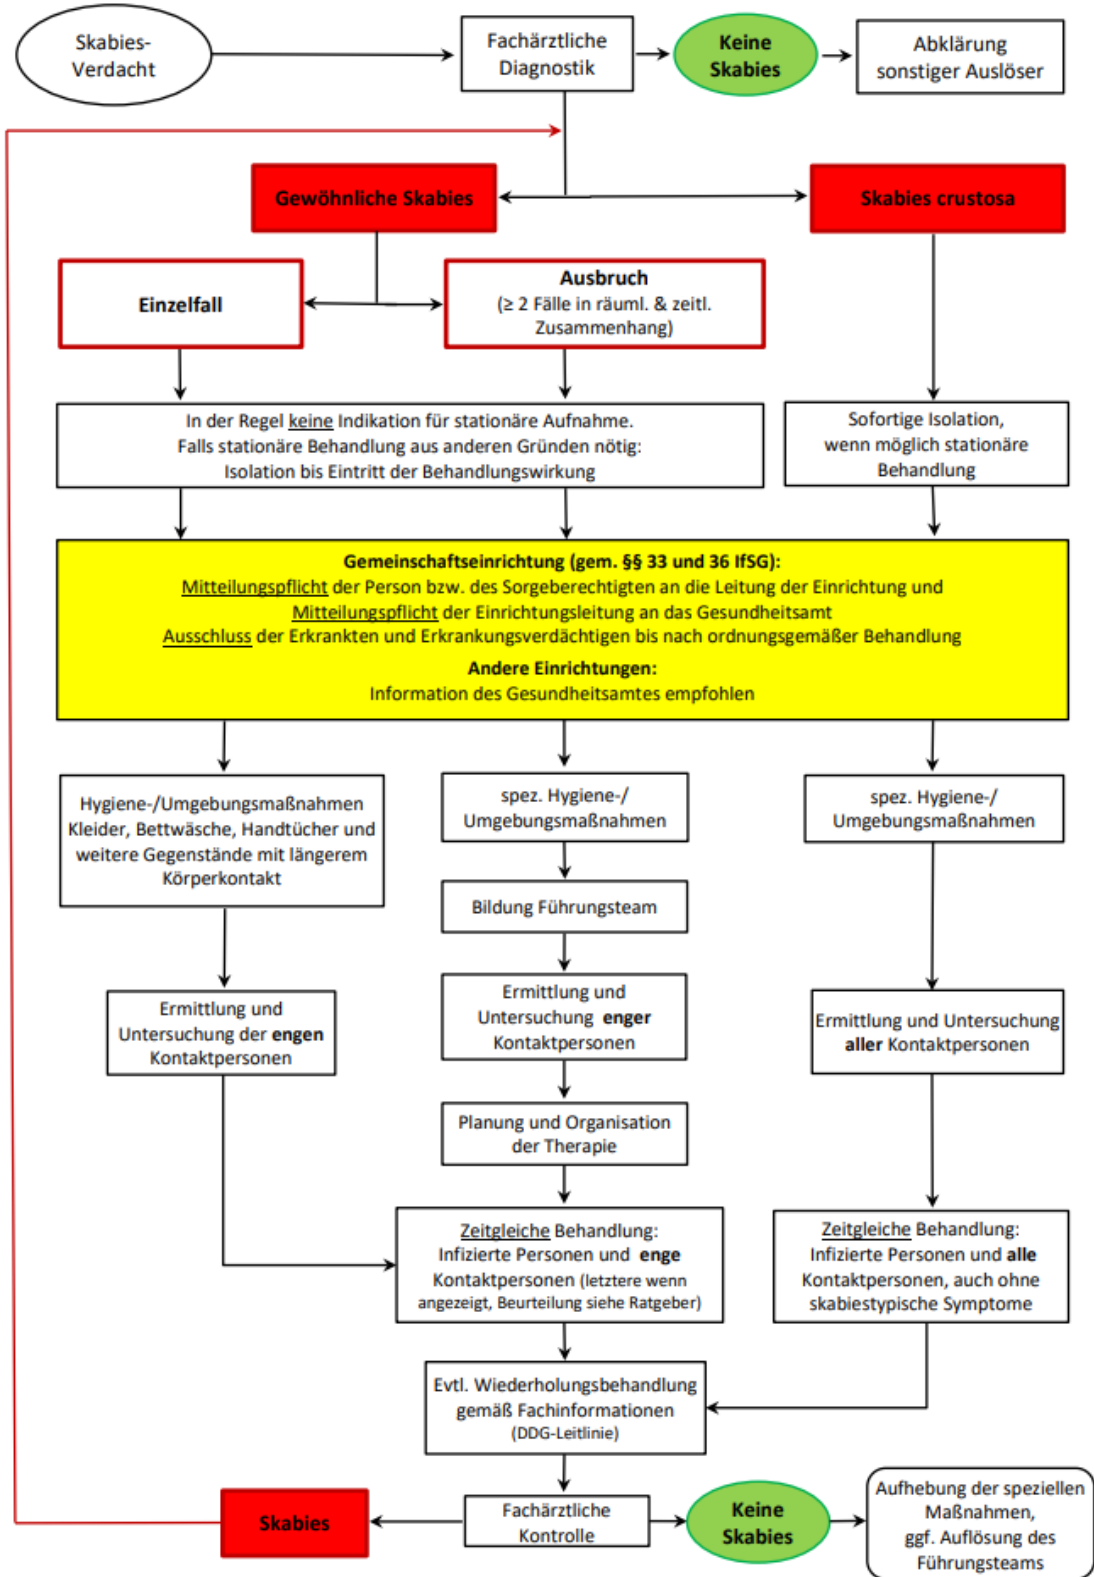 Skabies-
Verdacht
Fachärztliche
Diagnostik
Keine
Skabies
Abklärung
sonstiger Auslöser
Gewöhnliche Skabies
Skabies crustosa
Einzelfall
Ausbruch
(≥ 2 Fälle in räuml. & zeitl.
Zusammenhang)
In der Regel keine Indikation für stationäre Aufnahme.
Falls stationäre Behandlung aus anderen Gründen nötig:
Isolation bis Eintritt der Behandlungswirkung
Sofortige Isolation,
wenn möglich stationäre
Behandlung
Gemeinschaftseinrichtung (gem. §§ 33 und 36 IfSG):
Mitteilungspflicht der Person bzw. des Sorgeberechtigten an die Leitung der Einrichtung und
Mitteilungspflicht der Einrichtungsleitung an das Gesundheitsamt
Ausschluss der Erkrankten und Erkrankungsverdächtigen bis nach ordnungsgemäßer Behandlung
Andere Einrichtungen:
Information des Gesundheitsamtes empfohlen
Hygiene-/Umgebungsmaßnahmen
Kleider, Bettwäsche, Handtücher und
weitere Gegenstände mit längerem
Körperkontakt
spez. Hygiene-/
Umgebungsmaßnahmen
spez. Hygiene-/
Umgebungsmaßnahmen
Bildung Führungsteam
Ermittlung und
Untersuchung der engen
Kontaktpersonen
Ermittlung und
Untersuchung enger
Kontaktpersonen
Ermittlung und Untersuchung
aller Kontaktpersonen
Planung und Organisation
der Therapie
Zeitgleiche Behandlung:
Infizierte Personen und enge
Kontaktpersonen (letztere wenn
angezeigt, Beurteilung siehe Ratgeber)
Zeitgleiche Behandlung:
Infizierte Personen und alle
Kontaktpersonen, auch ohne
skabiestypische Symptome
Evtl. Wiederholungsbehandlung
gemäß Fachinformationen
(DDG-Leitlinie)
Skabies
Fachärztliche
Kontrolle
Keine
Skabies
Aufhebung der speziellen
Maßnahmen,
ggf. Auflösung des
Führungsteams